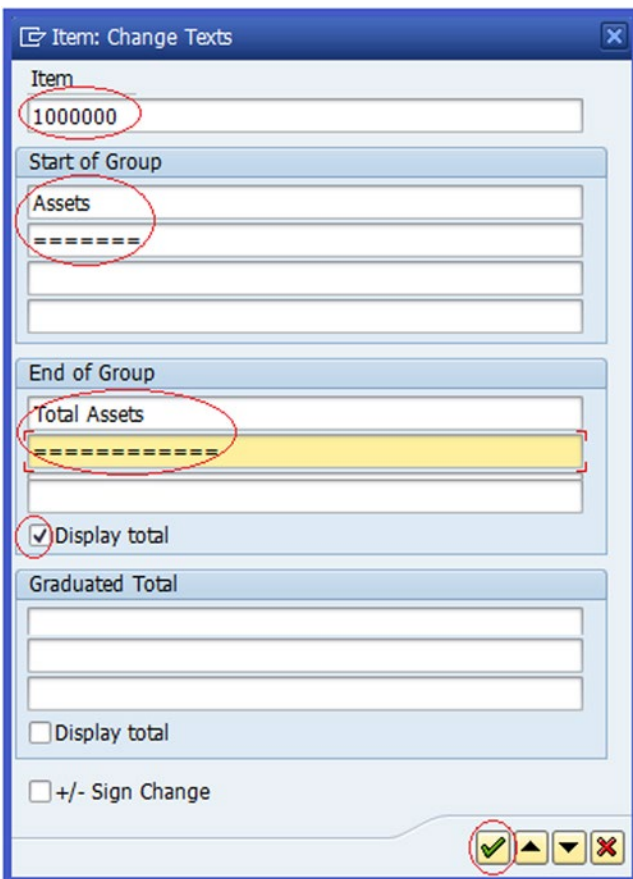 Item: Change Texts
Item
1000000
Start of Group
Assets
=======
End of Group
Total Assets
============
Display total
Graduated Total
Display total
+/- Sign Change